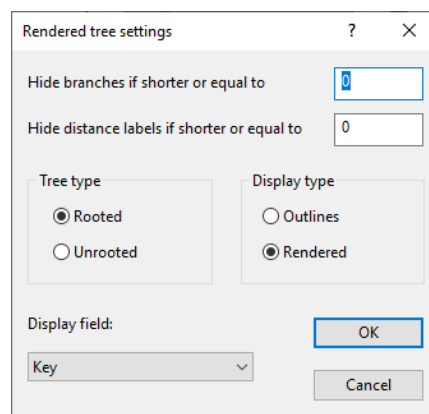 Rendered tree settings ?
Hide branches if shorter or equal to 0
Hide distance labels if shorter or equal to 0
Tree type
Rooted
Unrooted
Display type
Outlines
Rendered
Display field:
Key
OK
Cancel